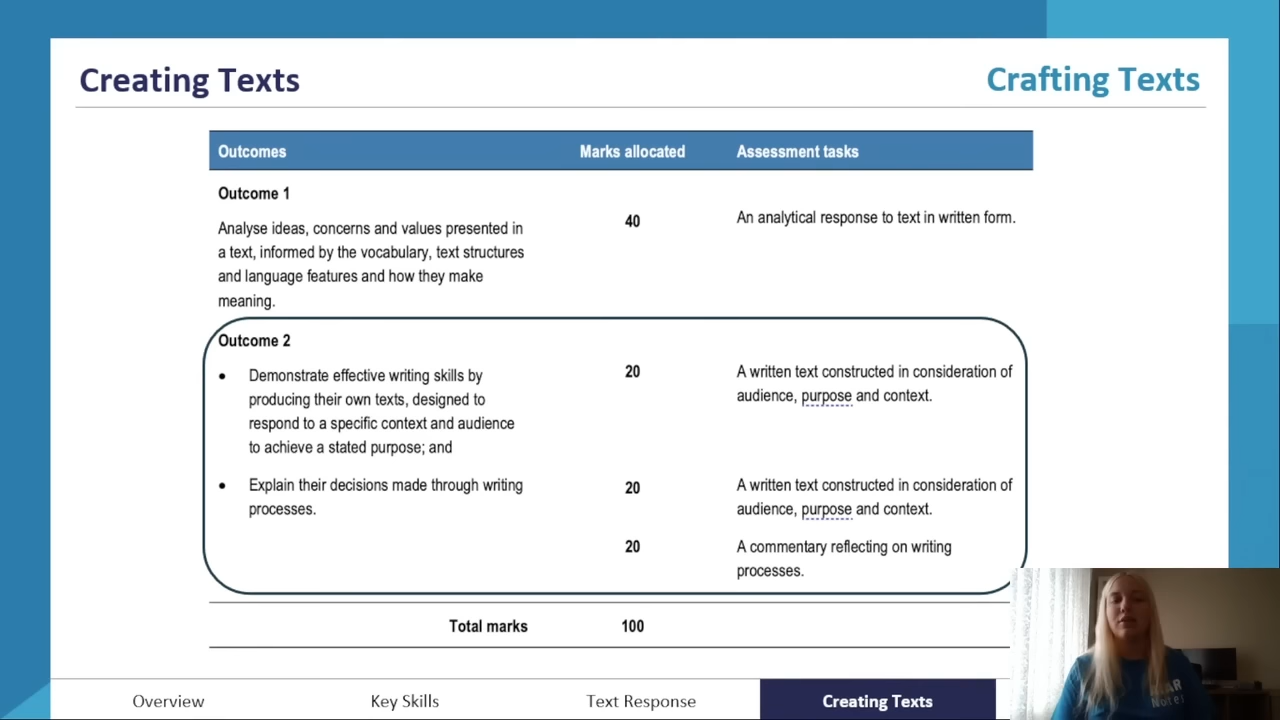 Creating Texts
Crafting Texts
Outcomes Marks allocated Assessment tasks
Outcome 1
Analyse ideas, concerns and values presented in
a text, informed by the vocabulary, text structures
and language features and how they make
meaning.
40
An analytical response to text in written form.
Outcome 2
• Demonstrate effective writing skills by
producing their own texts, designed to
respond to a specific context and audience
to achieve a stated purpose; and
20
A written text constructed in consideration of
audience, purpose and context.
• Explain their decisions made through writing
processes.
20
A written text constructed in consideration of
audience, purpose and context.
20
A commentary reflecting on writing
processes.
Total marks 100
Overview Key Skills Text Response Creating Texts
Notes